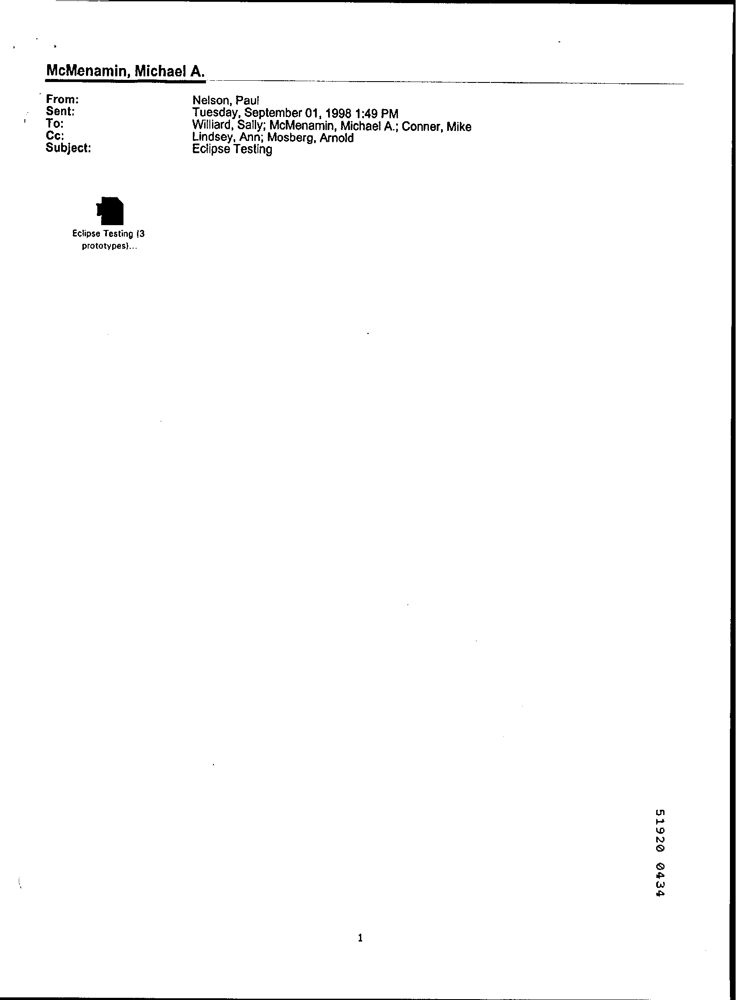 McMenamin, Michael A.
From: Nelson, Paul
Sent: Tuesday, September 01, 1998 1:49 PM
To: Williard, Sally; McMenamin, Michael A.; Conner, Mike
Cc: Lindsey, Ann; Mosberg, Arnold
Subject: Eclipse Testing
Eclipse Testing (3
prototypes)...
51920 0434
1